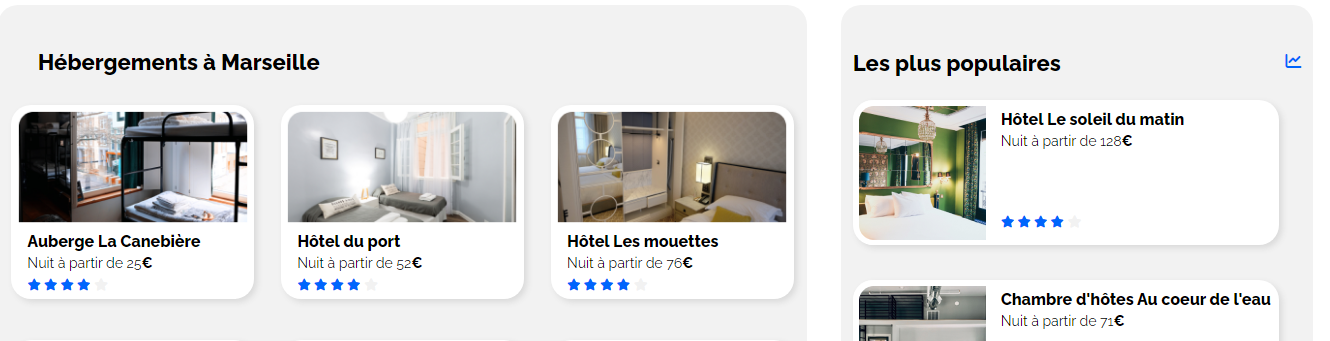 Hébergements à Marseille
Auberge La Canebière
Nuit à partir de 25€
Hôtel du port
Nuit à partir de 52€
Hôtel Les mouettes
Nuit à partir de 76€
Les plus populaires
Hôtel Le soleil du matin
Nuit à partir de 128€
Chambre d'hôtes Au coeur de l'eau
Nuit à partir de 71€